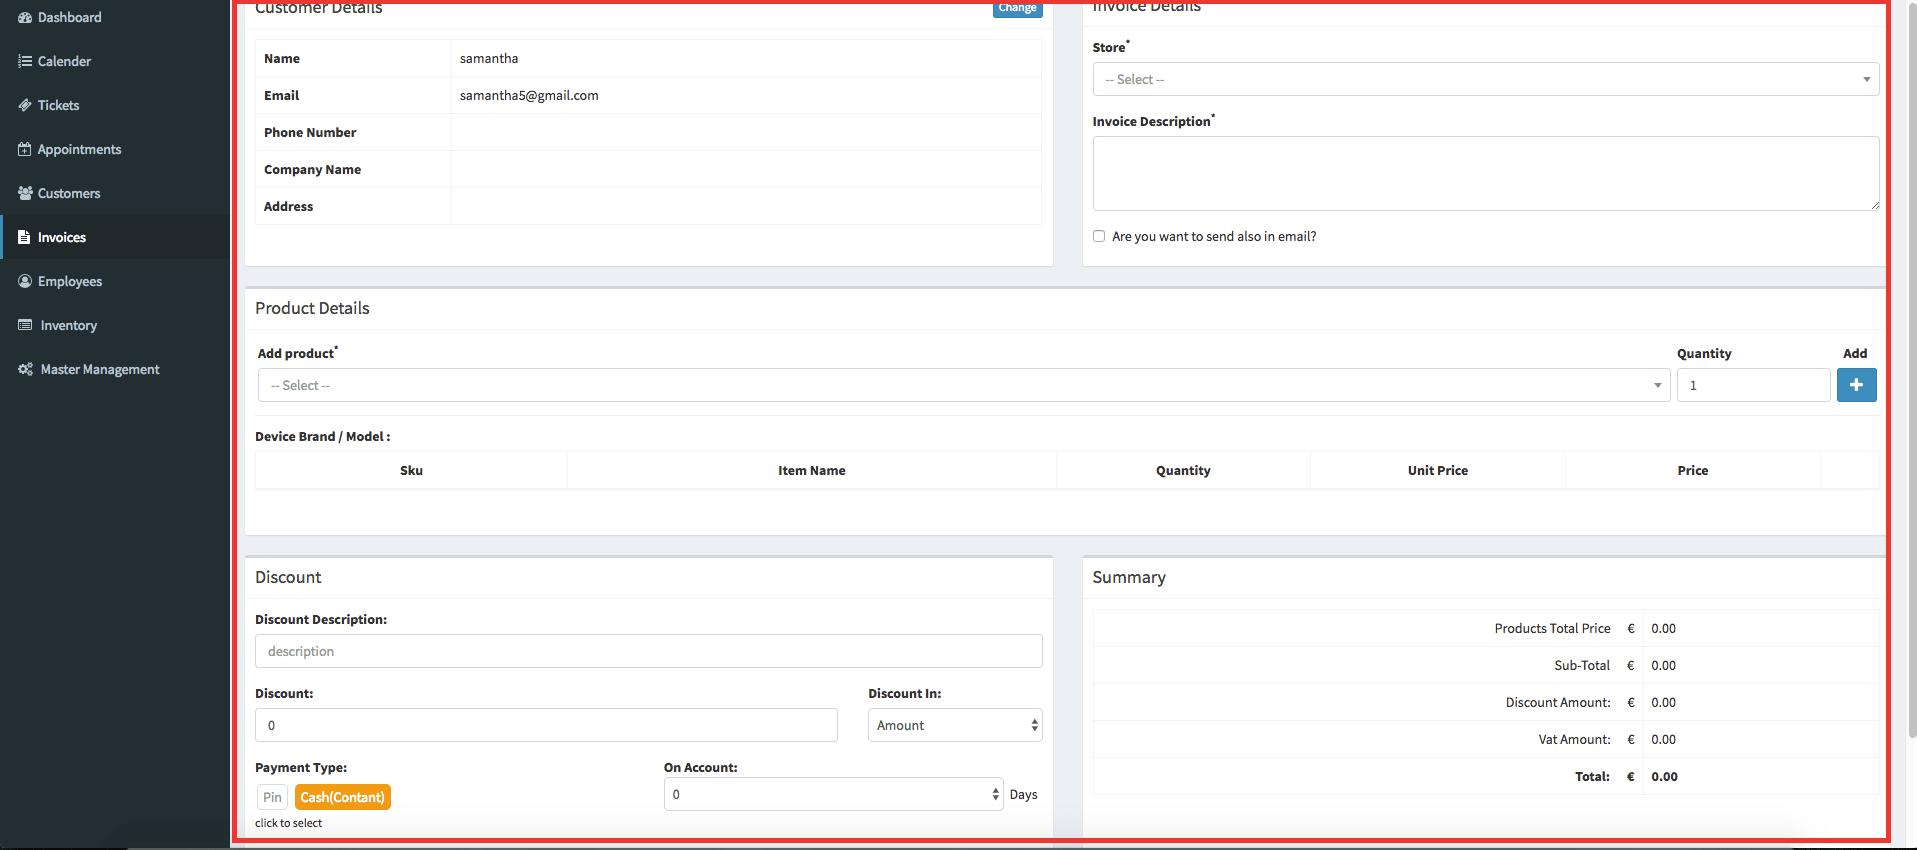 Dashboard
Calender
Tickets
Appointments
Customers
Invoices
Employees
Inventory
Master Management
Customer Details
Change
Name samantha
Email samantha5@gmail.com
Phone Number
Company Name
Address
Invoice Details
Store*
-- Select --
Invoice Description*
Are you want to send also in email?
Product Details
Add product* Quantity Add
-- Select -- 1 +
Device Brand / Model :
Sku Item Name Quantity Unit Price Price
Discount
Discount Description:
description
Discount: Discount In:
0 Amount
Payment Type: On Account:
Pin Cash(Contant) 0 Days
click to select
Summary
Products Total Price € 0.00
Sub-Total € 0.00
Discount Amount: € 0.00
Vat Amount: € 0.00
Total: € 0.00